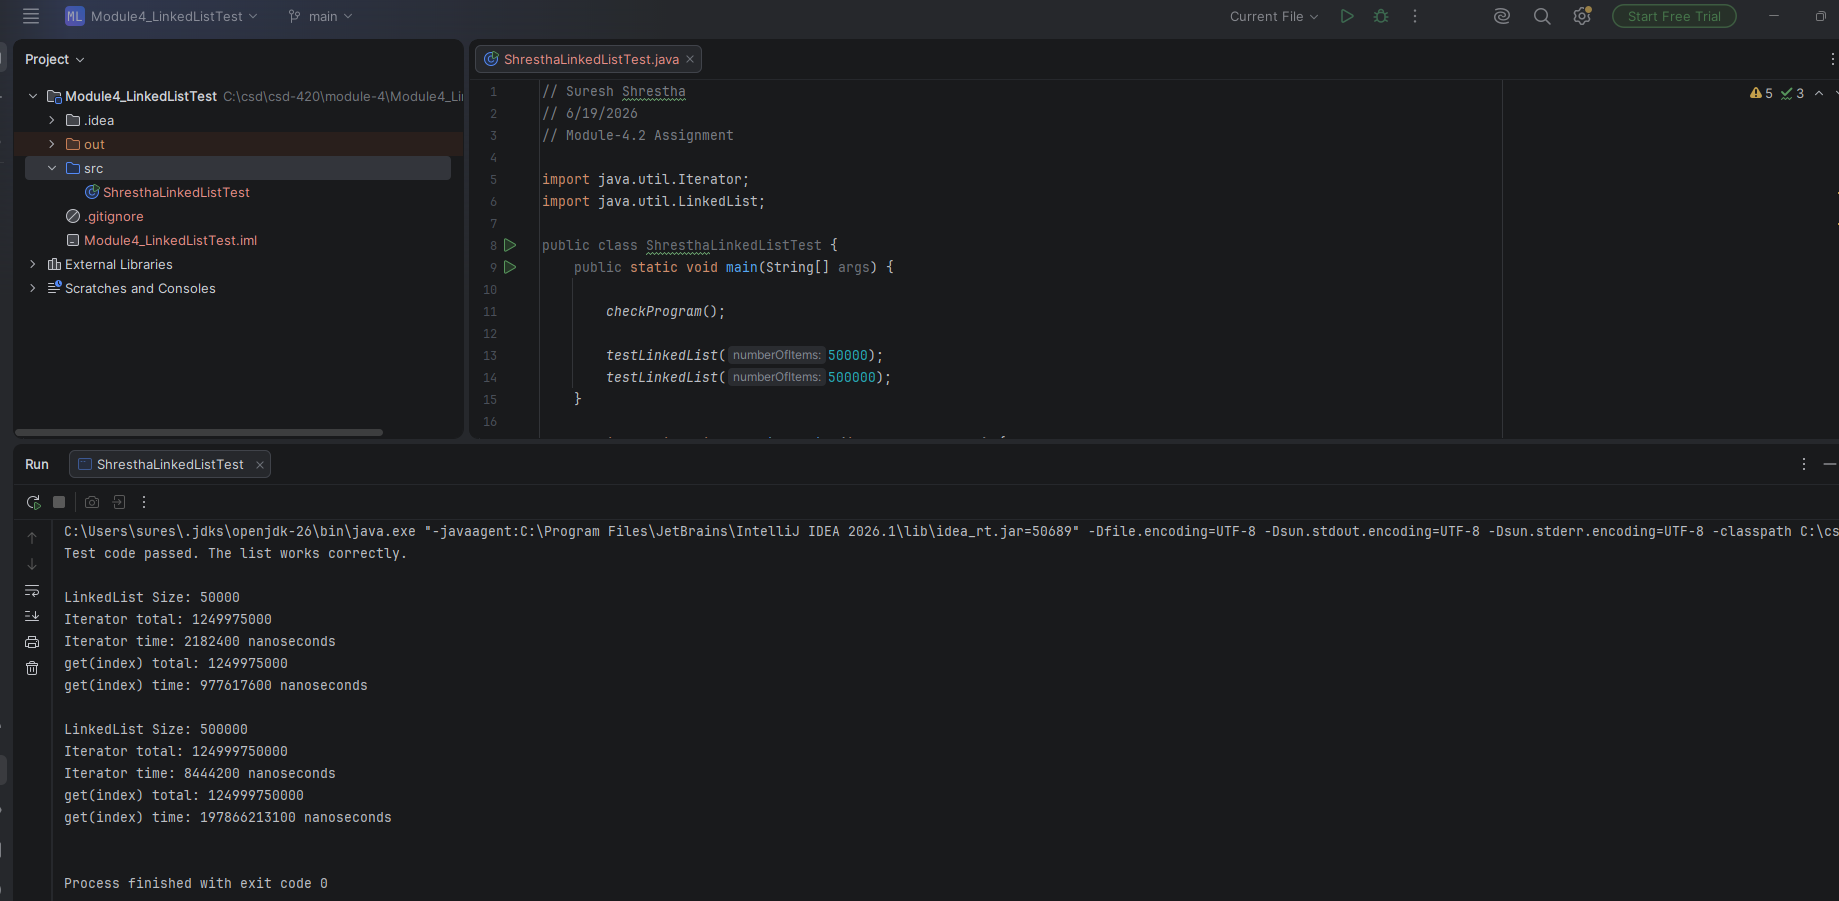 ML Module4_LinkedListTest main Current File Start Free Trial
Project
Module4_LinkedListTest C:\csd\csd-420\module-4\Module4_Li
.idea
out
src
ShresthaLinkedListTest
.gitignore
Module4_LinkedListTest.iml
External Libraries
Scratches and Consoles
ShresthaLinkedListTest.java
5 3
1 // Suresh Shrestha
2 // 6/19/2026
3 // Module-4.2 Assignment
4
5 import java.util.Iterator;
6 import java.util.LinkedList;
7
8 public class ShresthaLinkedListTest {
9 public static void main(String[] args) {
10
11 checkProgram();
12
13 testLinkedList( numberOfItems: 50000);
14 testLinkedList( numberOfItems: 500000);
15 }
16
Run ShresthaLinkedListTest
C:\Users\sures\.jdks\openjdk-26\bin\java.exe "-javaagent:C:\Program Files\JetBrains\IntelliJ IDEA 2026.1\lib\idea_rt.jar=50689" -Dfile.encoding=UTF-8 -Dsun.stdout.encoding=UTF-8 -Dsun.stderr.encoding=UTF-8 -classpath C:\cs
Test code passed. The list works correctly.
LinkedList Size: 50000
Iterator total: 1249975000
Iterator time: 2182400 nanoseconds
get(index) total: 1249975000
get(index) time: 977617600 nanoseconds
LinkedList Size: 500000
Iterator total: 124999750000
Iterator time: 8444200 nanoseconds
get(index) total: 124999750000
get(index) time: 197866213100 nanoseconds
Process finished with exit code 0